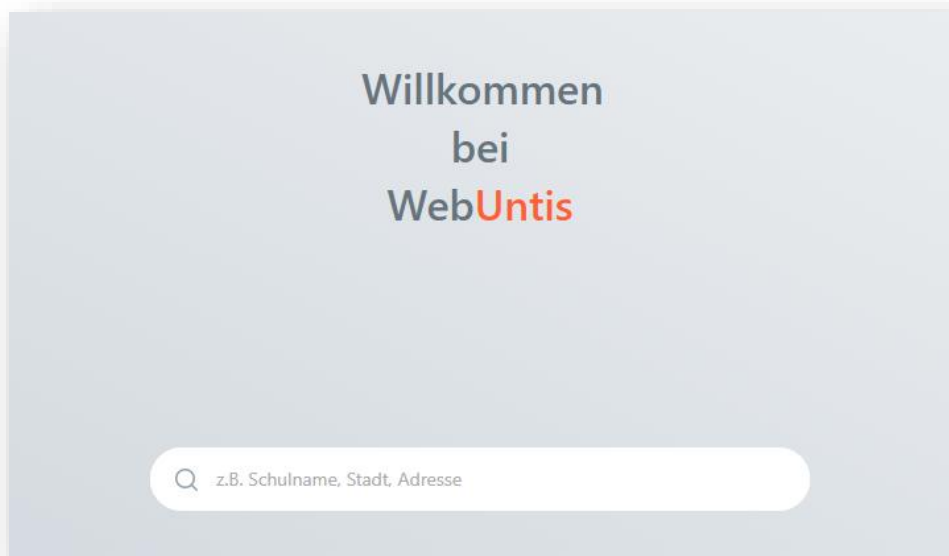 Willkommen
bei
WebUntis
z.B. Schulname, Stadt, Adresse